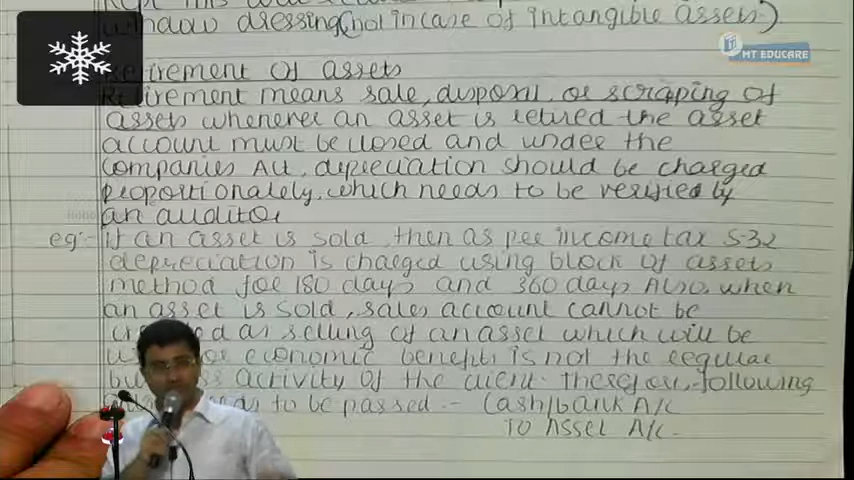 window dressing (not in case of intangible assets.)
MT EDUCARE
Retirement of assets
Retirement means sale, disposal, or scraping of
assets whenever an asset is retired the asset
account must be closed and under the
companies Act, depreciation should be charged
proportionately, which needs to be verified by
an auditor
eg:- if an asset is sold, then as per income tax S-32
depreciation is charged using block of assets
method for 180 days and 360 days Also, when
an asset is sold, sales account cannot be
as selling of an asset which will be
economic benefits is not the regular
activity of the client. Therefore, following
to be passed :- Cash/bank A/c
To Asset A/c.